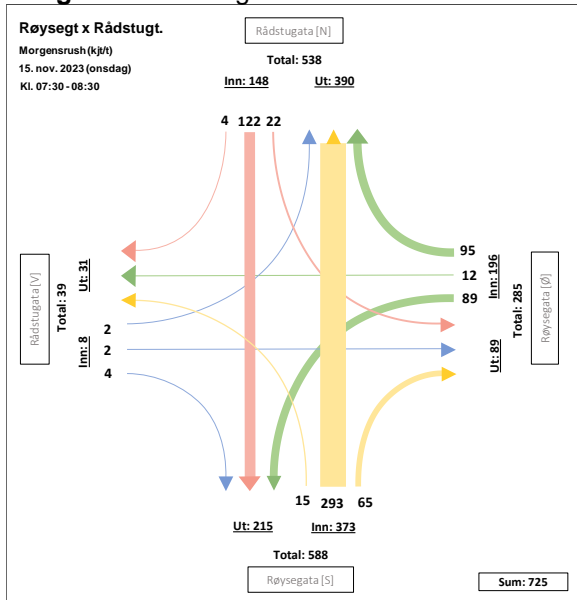 Røysegt x Rådstugt.
Morgensrush (kjt/t)
15. nov. 2023 (onsdag)
Kl. 07:30 - 08:30
Rådstugata [N]
Total: 538
Inn: 148 Ut: 390
4 122 22
Rådstugata [V]
Total: 39
Ut: 31
Inn: 8
2
2
4
95
12
89
Inn: 196
Ut: 89
Total: 285
Røysegata [Ø]
15 293 65
Ut: 215 Inn: 373
Total: 588
Røysegata [S]
Sum: 725